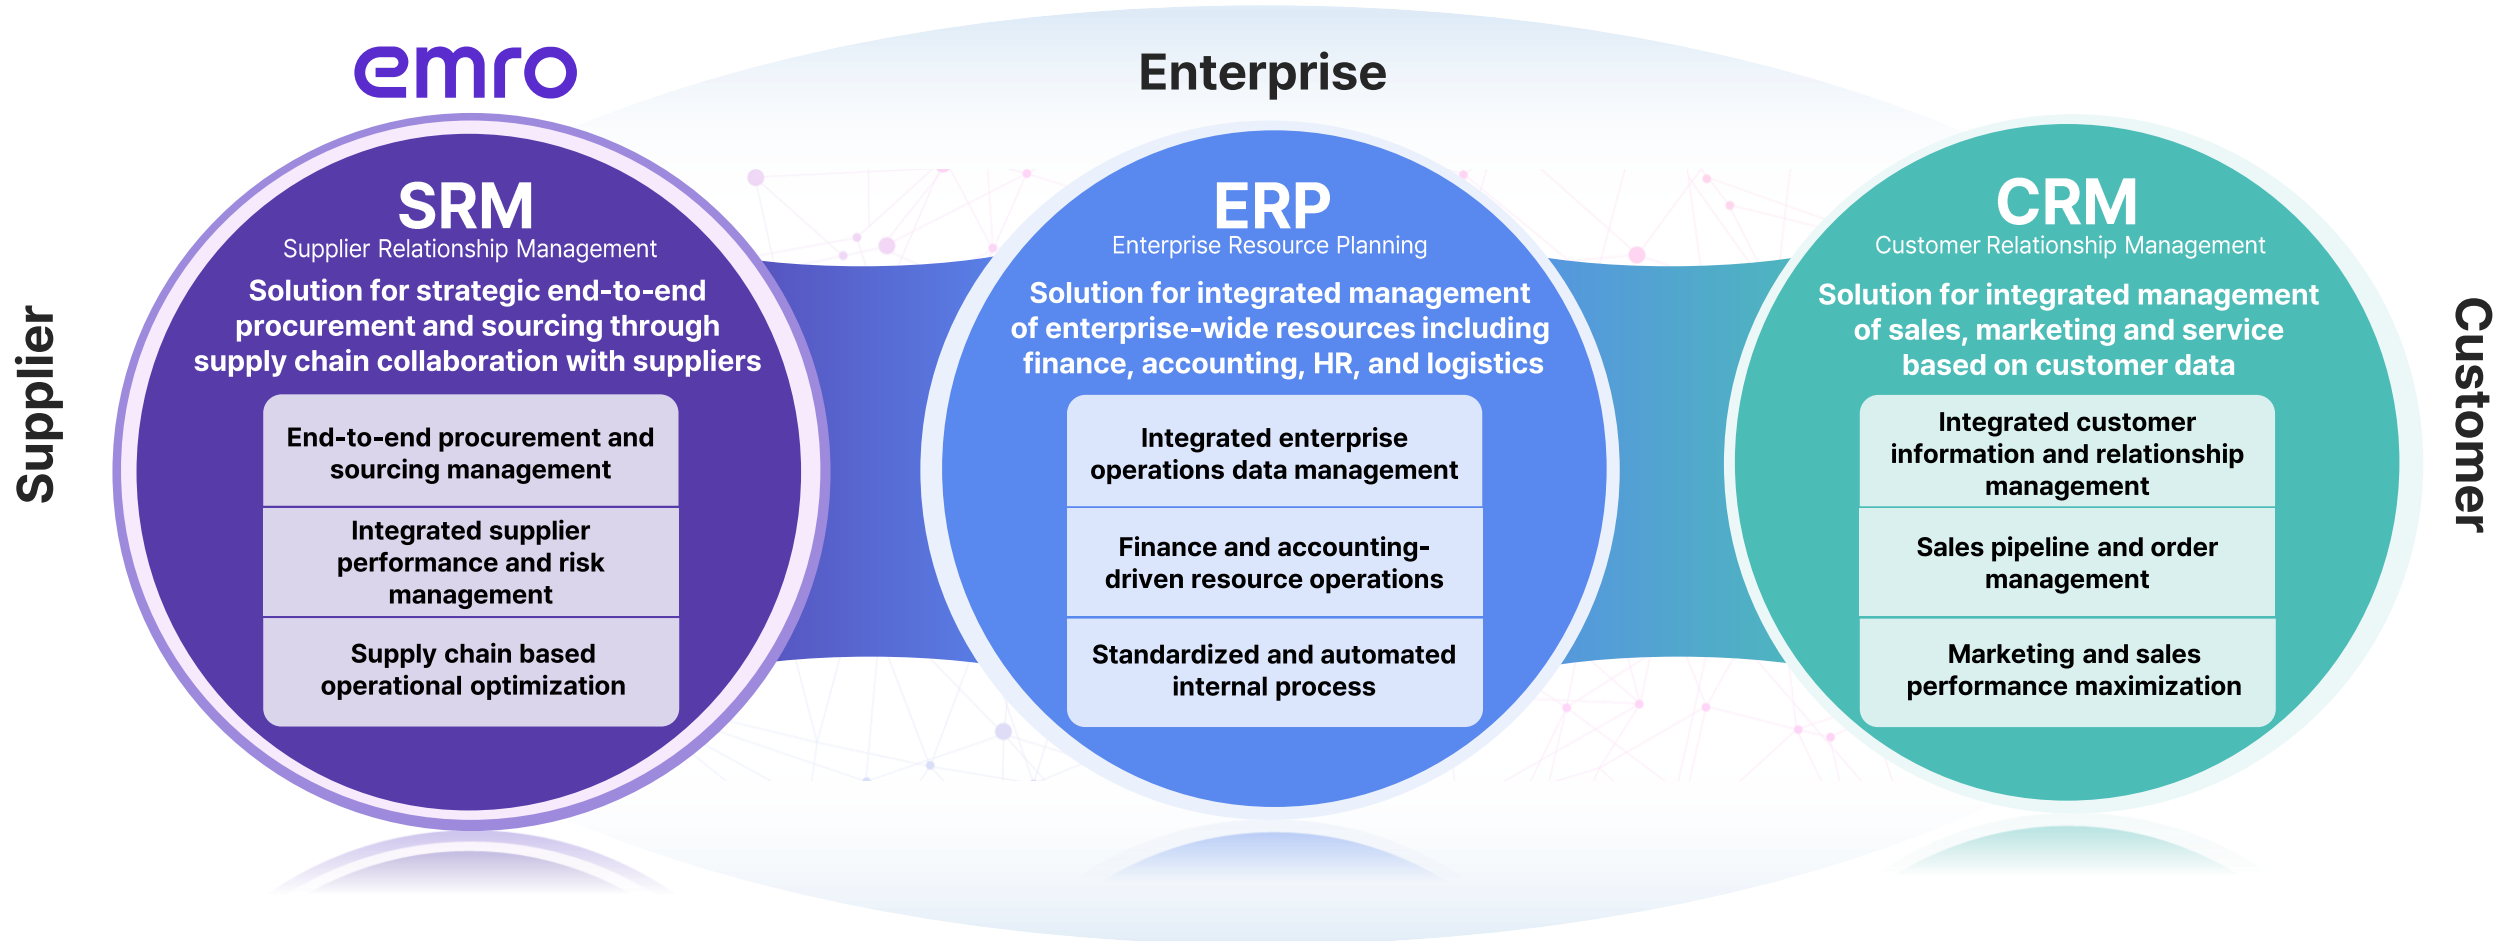 emro
Enterprise
Supplier
SRM
Supplier Relationship Management
Solution for strategic end-to-end
procurement and sourcing through
supply chain collaboration with suppliers
End-to-end procurement and
sourcing management
Integrated supplier
performance and risk
management
Supply chain based
operational optimization
ERP
Enterprise Resource Planning
Solution for integrated management
of enterprise-wide resources including
finance, accounting, HR, and logistics
Integrated enterprise
operations data management
Finance and accounting-
driven resource operations
Standardized and automated
internal process
CRM
Customer Relationship Management
Solution for integrated management
of sales, marketing and service
based on customer data
Integrated customer
information and relationship
management
Sales pipeline and order
management
Marketing and sales
performance maximization
Customer